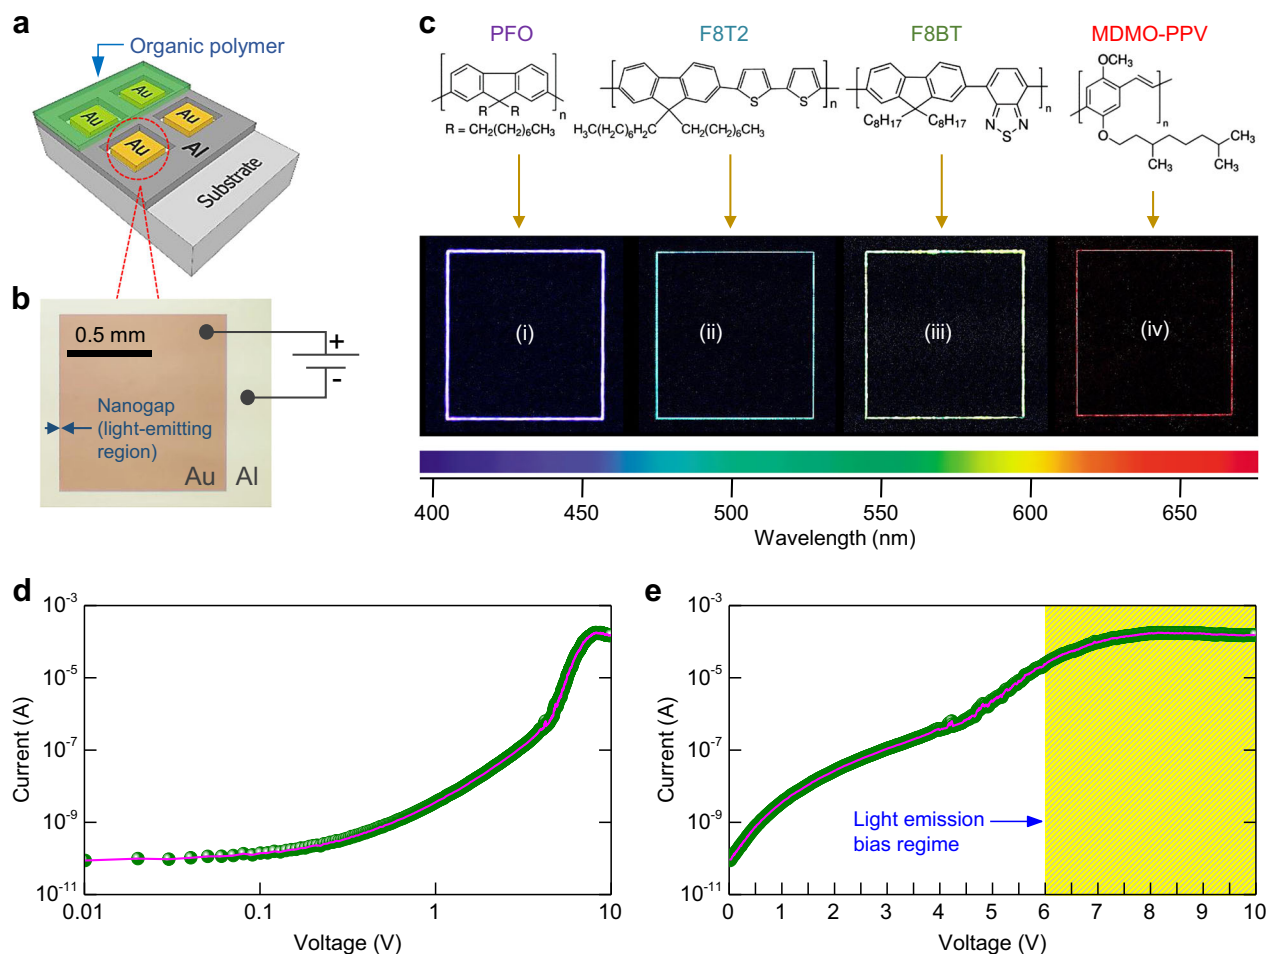 a
Organic polymer
Au
Au
Au
Au
Al
Substrate
b
0.5 mm
+
-
Nanogap
(light-emitting
region)
Au
Al
c
PFO
F8T2
F8BT
MDMO-PPV
R R
n
R = CH₂(CH₂)₆CH₃
S S
n
H₃C(H₂C)₆H₂C
CH₂(CH₂)₆CH₃
n
C₈H₁₇ C₈H₁₇
N N
S
OCH₃
n
O
CH₃
CH₃
CH₃
(i)
(ii)
(iii)
(iv)
400 450 500 550 600 650
Wavelength (nm)
d
10⁻³
10⁻⁵
10⁻⁷
10⁻⁹
10⁻¹¹
Current (A)
0.01 0.1 1 10
Voltage (V)
e
10⁻³
10⁻⁵
10⁻⁷
10⁻⁹
10⁻¹¹
Current (A)
Light emission
bias regime
0 1 2 3 4 5 6 7 8 9 10
Voltage (V)